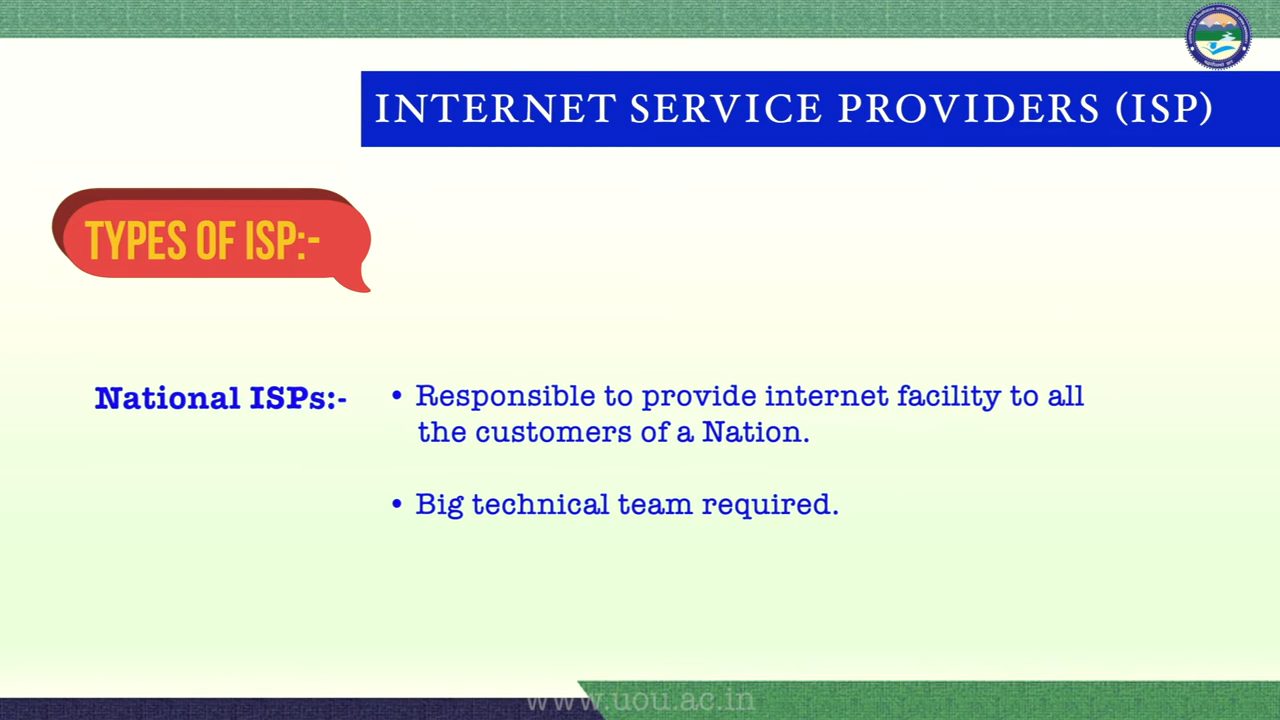 INTERNET SERVICE PROVIDERS (ISP)
TYPES OF ISP:-
National ISPs:-
• Responsible to provide internet facility to all
the customers of a Nation.
• Big technical team required.
www.uou.ac.in